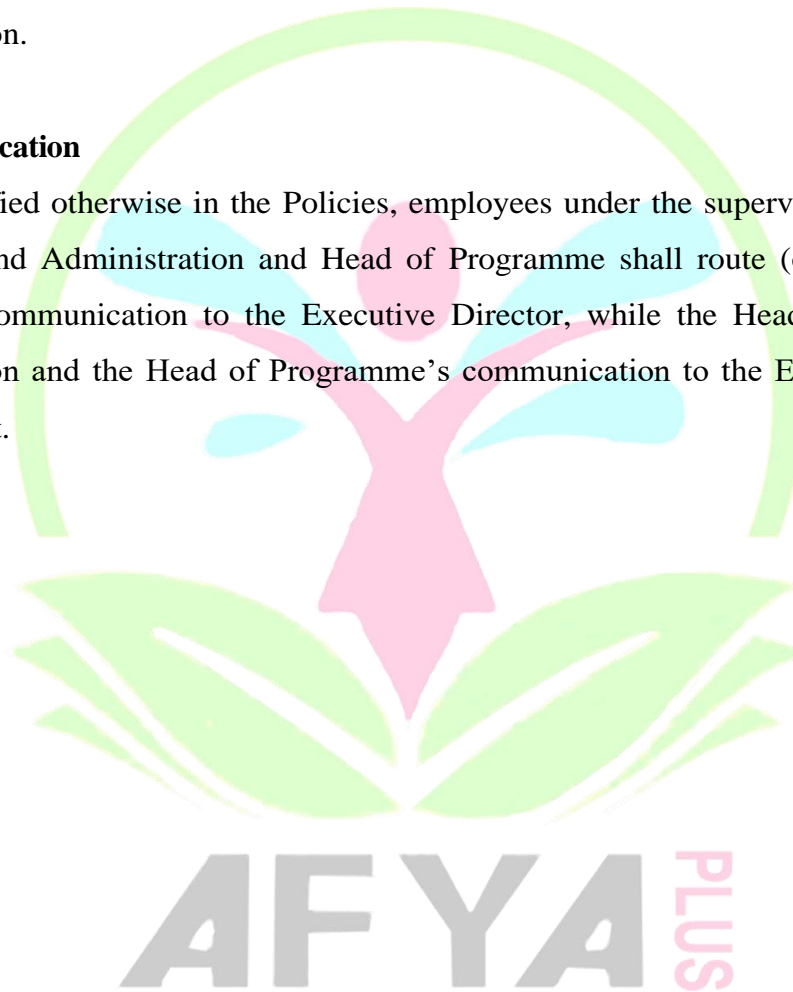 on.
cation
fied otherwise in the Policies, employees under the superv
nd Administration and Head of Programme shall route (
ommunication to the Executive Director, while the Head
on and the Head of Programme’s communication to the E
t.
AFYA
PLUS